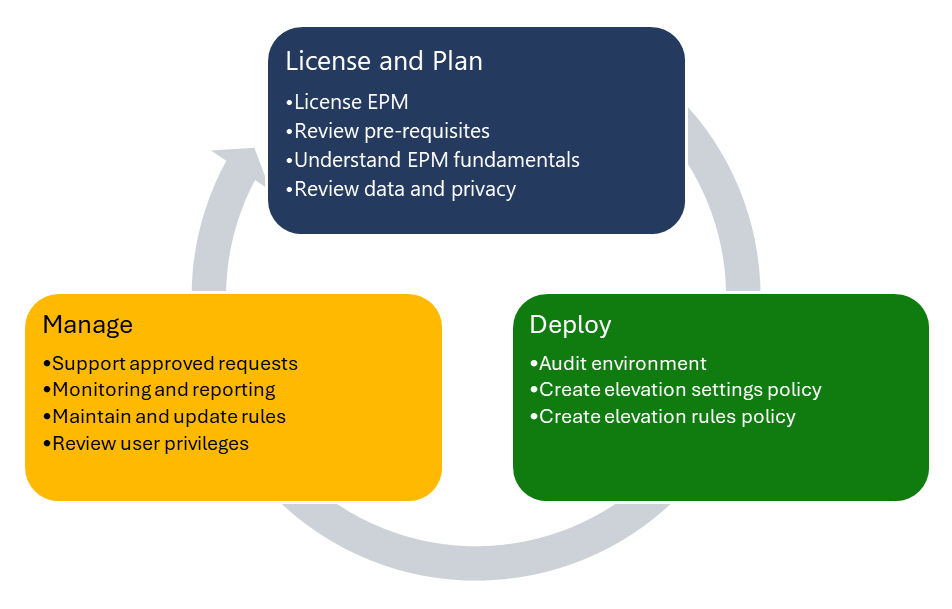 License and Plan
•License EPM
•Review pre-requisites
•Understand EPM fundamentals
•Review data and privacy
Manage
•Support approved requests
•Monitoring and reporting
•Maintain and update rules
•Review user privileges
Deploy
•Audit environment
•Create elevation settings policy
•Create elevation rules policy